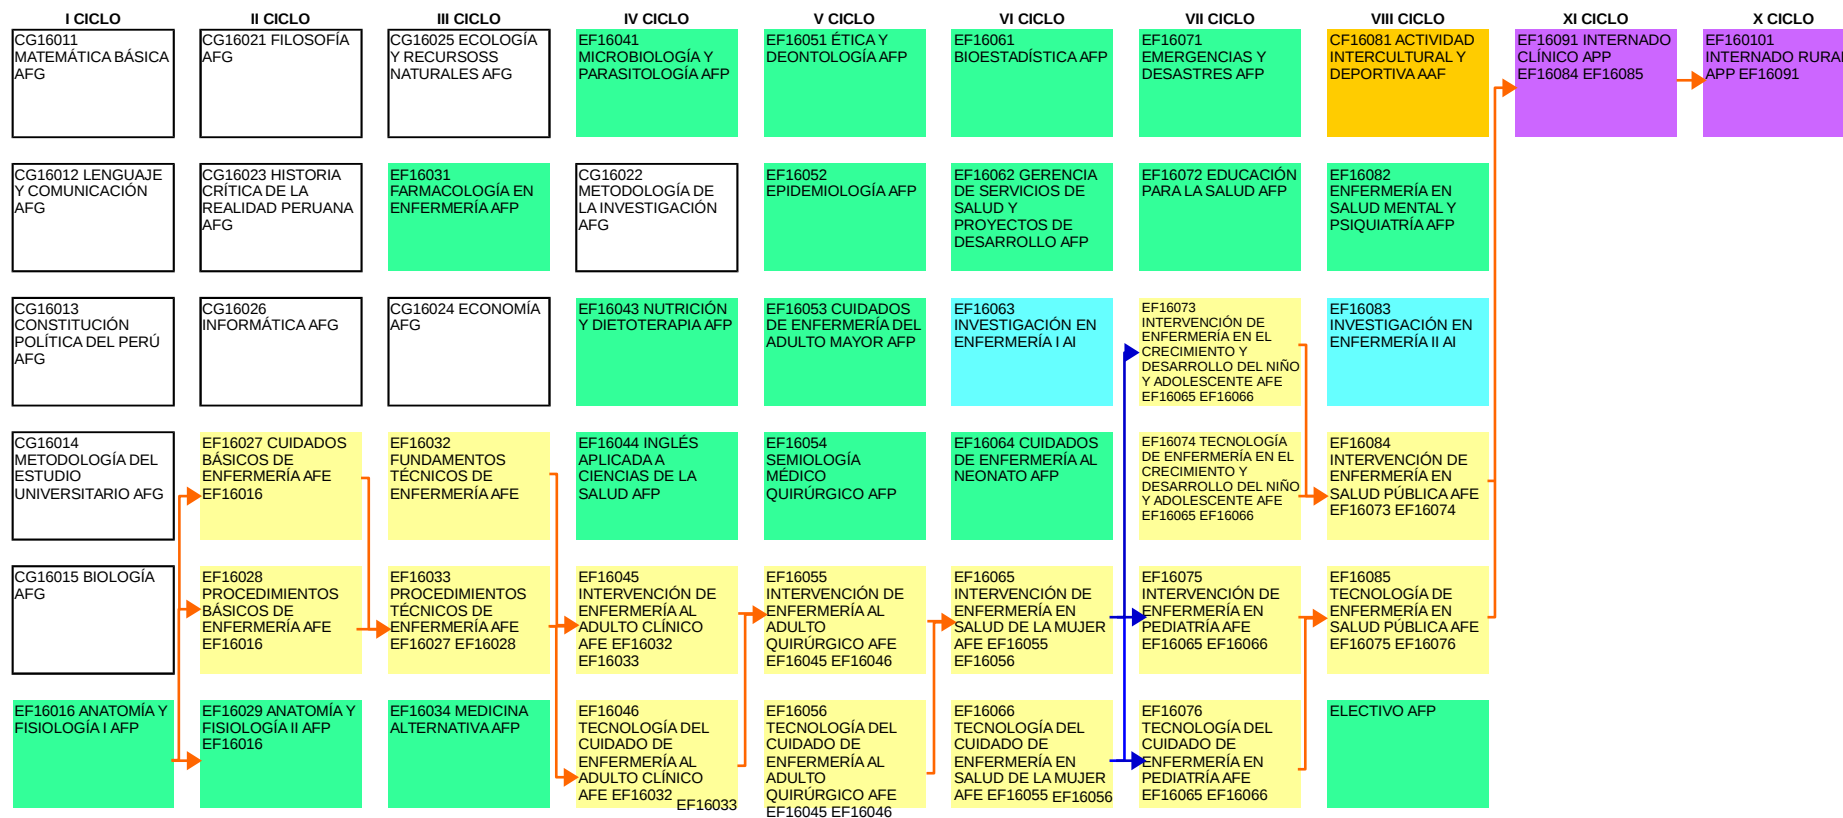 I CICLO
CG16011
MATEMÁTICA BÁSICA
AFG
CG16012 LENGUAJE
Y COMUNICACIÓN
AFG
CG16013
CONSTITUCIÓN
POLÍTICA DEL PERÚ
AFG
CG16014
METODOLOGÍA DEL
ESTUDIO
UNIVERSITARIO AFG
CG16015 BIOLOGÍA
AFG
EF16016 ANATOMÍA Y
FISIOLOGÍA I AFP
II CICLO
CG16021 FILOSOFÍA
AFG
CG16023 HISTORIA
CRÍTICA DE LA
REALIDAD PERUANA
AFG
CG16026
INFORMÁTICA AFG
EF16027 CUIDADOS
BÁSICOS DE
ENFERMERÍA AFE
EF16016
EF16028
PROCEDIMIENTOS
BÁSICOS DE
ENFERMERÍA AFE
EF16016
EF16029 ANATOMÍA Y
FISIOLOGÍA II AFP
EF16016
III CICLO
CG16025 ECOLOGÍA
Y RECURSOSS
NATURALES AFG
EF16031
FARMACOLOGÍA EN
ENFERMERÍA AFP
CG16024 ECONOMÍA
AFG
EF16032
FUNDAMENTOS
TÉCNICOS DE
ENFERMERÍA AFE
EF16033
PROCEDIMIENTOS
TÉCNICOS DE
ENFERMERÍA AFE
EF16027 EF16028
EF16034 MEDICINA
ALTERNATIVA AFP
IV CICLO
EF16041
MICROBIOLOGÍA Y
PARASITOLOGÍA AFP
CG16022
METODOLOGÍA DE
LA INVESTIGACIÓN
AFG
EF16043 NUTRICIÓN
Y DIETOTERAPIA AFP
EF16044 INGLÉS
APLICADA A
CIENCIAS DE LA
SALUD AFP
EF16045
INTERVENCIÓN DE
ENFERMERÍA AL
ADULTO CLÍNICO
AFE EF16032
EF16033
EF16046
TECNOLOGÍA DEL
CUIDADO DE
ENFERMERÍA AL
ADULTO CLÍNICO
AFE EF16032
EF16033
V CICLO
EF16051 ÉTICA Y
DEONTOLOGÍA AFP
EF16052
EPIDEMIOLOGÍA AFP
EF16053 CUIDADOS
DE ENFERMERÍA DEL
ADULTO MAYOR AFP
EF16054
SEMIOLOGÍA
MÉDICO
QUIRÚRGICO AFP
EF16055
INTERVENCIÓN DE
ENFERMERÍA AL
ADULTO
QUIRÚRGICO AFE
EF16045 EF16046
EF16056
TECNOLOGÍA DEL
CUIDADO DE
ENFERMERÍA AL
ADULTO
QUIRÚRGICO AFE
EF16045 EF16046
VI CICLO
EF16061
BIOESTADÍSTICA AFP
EF16062 GERENCIA
DE SERVICIOS DE
SALUD Y
PROYECTOS DE
DESARROLLO AFP
EF16063
INVESTIGACIÓN EN
ENFERMERÍA I AI
EF16064 CUIDADOS
DE ENFERMERÍA AL
NEONATO AFP
EF16065
INTERVENCIÓN DE
ENFERMERÍA EN
SALUD DE LA MUJER
AFE EF16055
EF16056
EF16066
TECNOLOGÍA DEL
CUIDADO DE
ENFERMERÍA EN
SALUD DE LA MUJER
AFE EF16055 EF16056
VII CICLO
EF16071
EMERGENCIAS Y
DESASTRES AFP
EF16072 EDUCACIÓN
PARA LA SALUD AFP
EF16073
INTERVENCIÓN DE
ENFERMERÍA EN EL
CRECIMIENTO Y
DESARROLLO DEL NIÑO
Y ADOLESCENTE AFE
EF16065 EF16066
EF16074 TECNOLOGÍA
DE ENFERMERÍA EN EL
CRECIMIENTO Y
DESARROLLO DEL NIÑO
Y ADOLESCENTE AFE
EF16065 EF16066
EF16075
INTERVENCIÓN DE
ENFERMERÍA EN
PEDIATRÍA AFE
EF16065 EF16066
EF16076
TECNOLOGÍA DEL
CUIDADO DE
ENFERMERÍA EN
PEDIATRÍA AFE
EF16065 EF16066
VIII CICLO
CF16081 ACTIVIDAD
INTERCULTURAL Y
DEPORTIVA AAF
EF16082
ENFERMERÍA EN
SALUD MENTAL Y
PSIQUIATRÍA AFP
EF16083
INVESTIGACIÓN EN
ENFERMERÍA II AI
EF16084
INTERVENCIÓN DE
ENFERMERÍA EN
SALUD PÚBLICA AFE
EF16073 EF16074
EF16085
TECNOLOGÍA DE
ENFERMERÍA EN
SALUD PÚBLICA AFE
EF16075 EF16076
ELECTIVO AFP
XI CICLO
EF16091 INTERNADO
CLÍNICO APP
EF16084 EF16085
X CICLO
EF160101
INTERNADO RURAL
APP EF16091